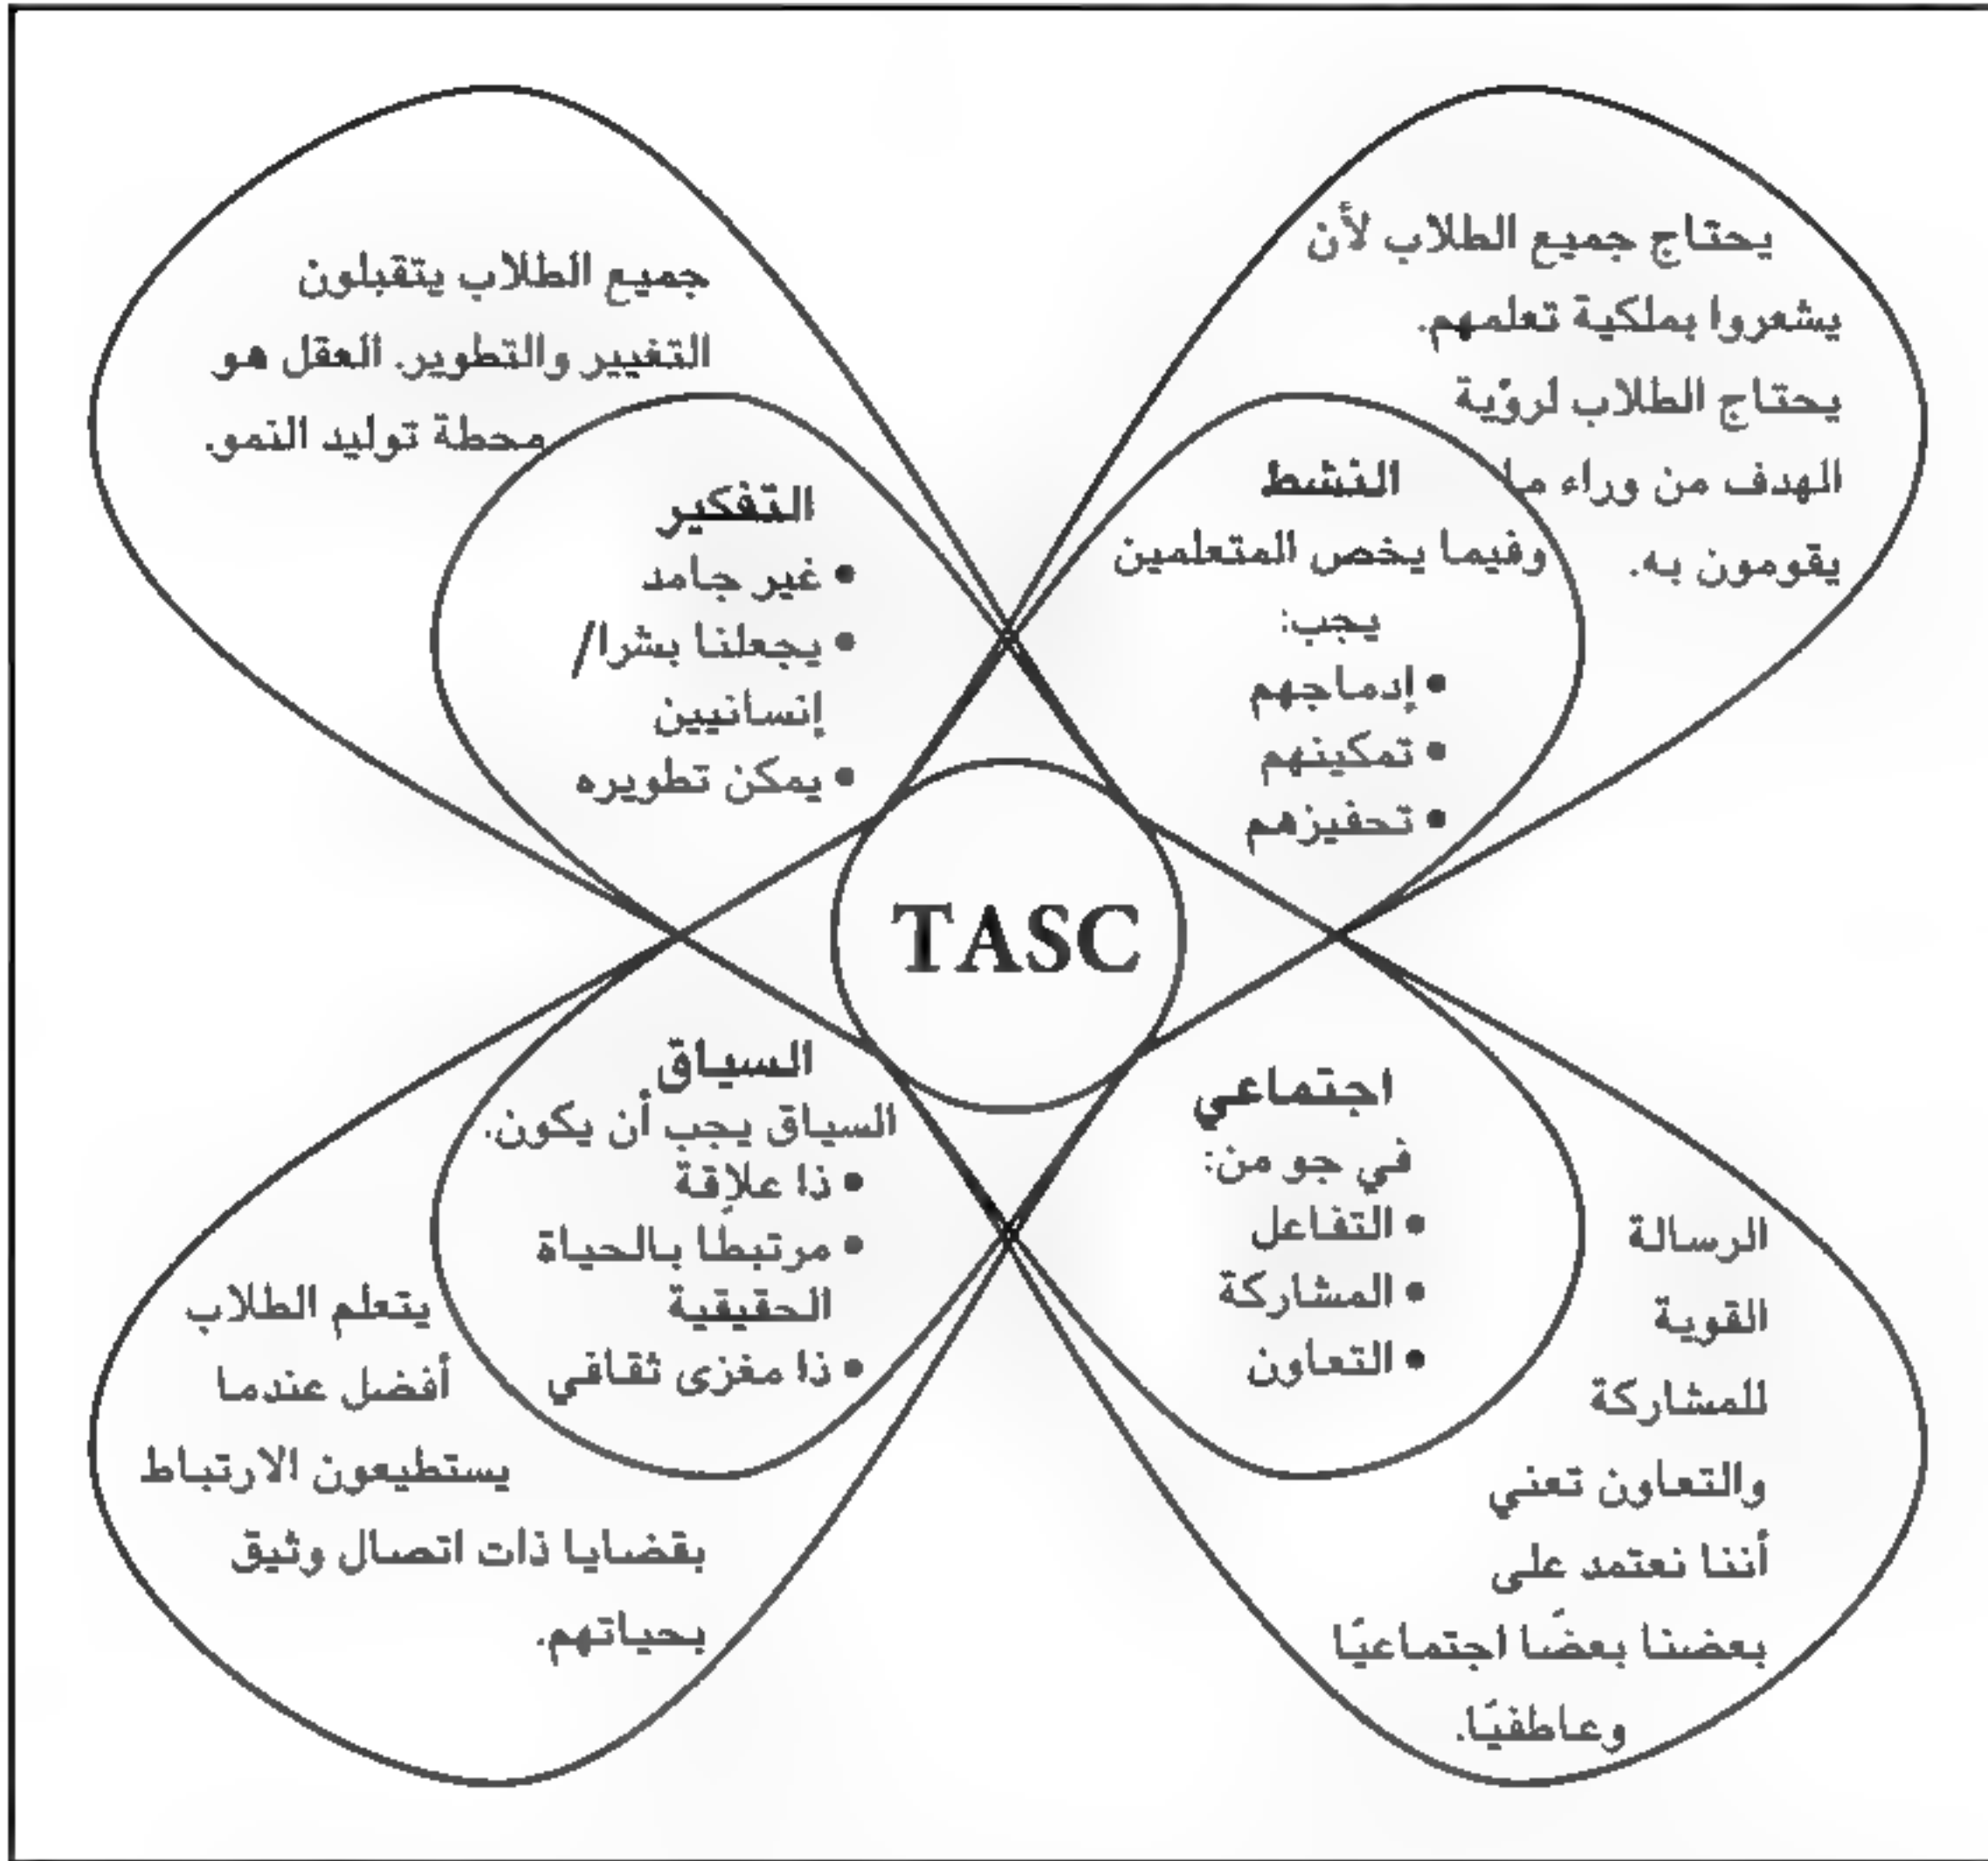 يحتاج جميع الطلاب لأن
يشعروا بملكية تعلمهم.
يحتاج الطلاب لرؤية
الهدف من وراء ما
يقومون به.
النشط
وفيما يخص المتعلمين
يجب:
• إدماجهم
• تمكينهم
• تحفيزهم
جميع الطلاب يتقبلون
التغيير والتطوير. العقل هو
محطة توليد النمو.
التفكير
• غير جامد
• يجعلنا بشرا/
إنسانيين
• يمكن تطويره
TASC
اجتماعي
في جو من:
• التفاعل
• المشاركة
• التعاون
الرسالة
القوية
للمشاركة
والتعاون تعني
أننا نعتمد على
بعضنا بعضًا اجتماعيًا
وعاطفيًا.
السياق
السياق يجب أن يكون.
• ذا علاقة
• مرتبطا بالحياة
الحقيقية
• ذا مغزى ثقافي
يتعلم الطلاب
أفضل عندما
يستطيعون الارتباط
بقضايا ذات اتصال وثيق
بحياتهم.